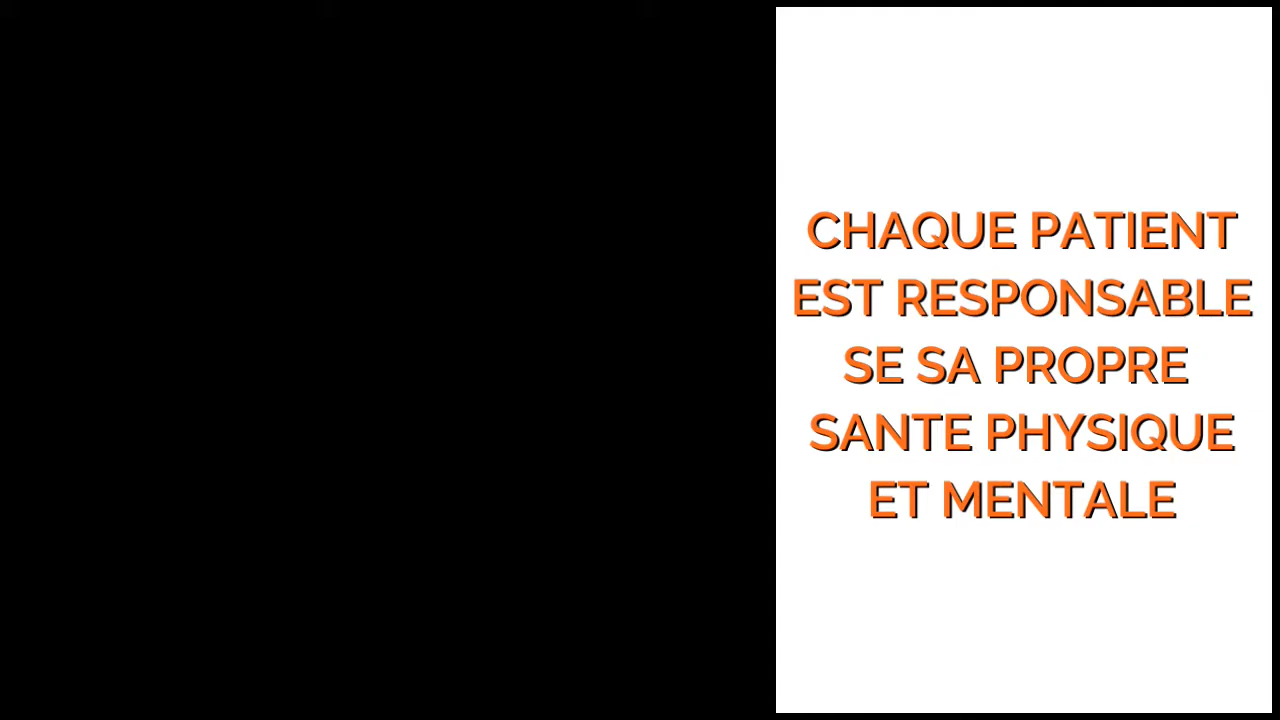 CHAQUE PATIENT
EST RESPONSABLE
SE SA PROPRE
SANTE PHYSIQUE
ET MENTALE